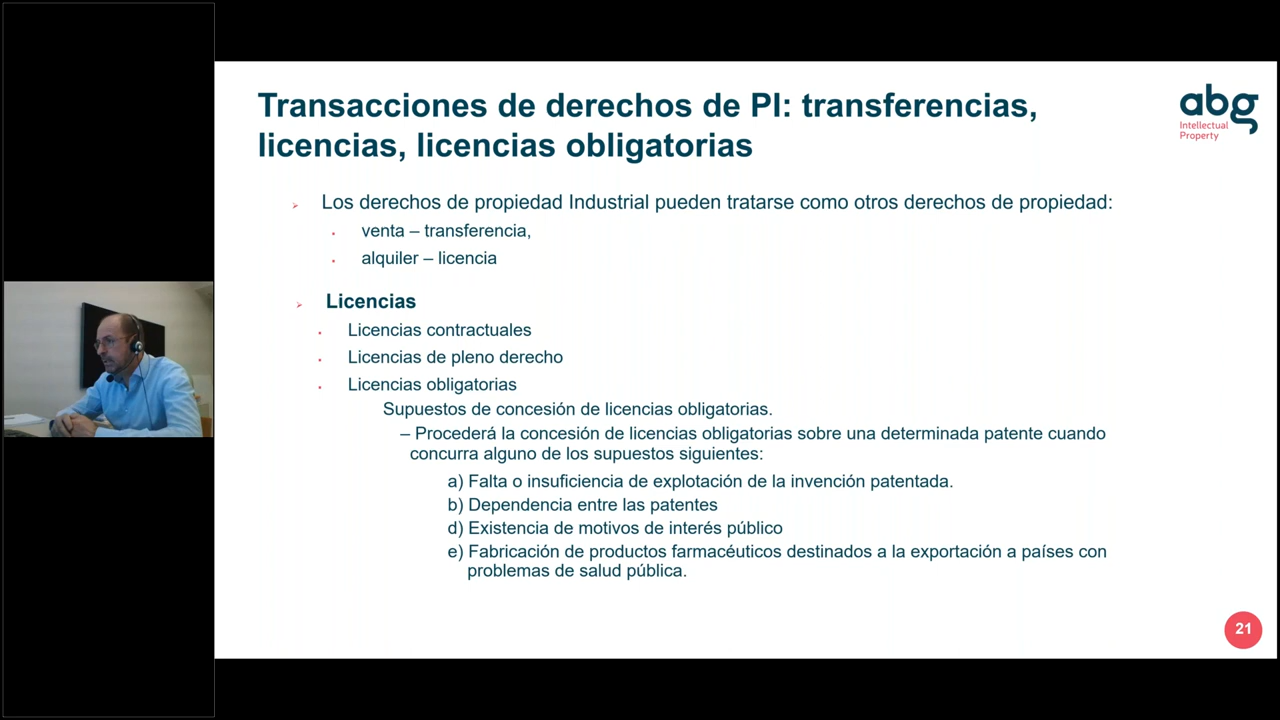 Transacciones de derechos de PI: transferencias,
licencias, licencias obligatorias
abg
Intellectual
Property
Los derechos de propiedad Industrial pueden tratarse como otros derechos de propiedad:
venta – transferencia,
alquiler – licencia
Licencias
Licencias contractuales
Licencias de pleno derecho
Licencias obligatorias
Supuestos de concesión de licencias obligatorias.
– Procederá la concesión de licencias obligatorias sobre una determinada patente cuando
concurra alguno de los supuestos siguientes:
a) Falta o insuficiencia de explotación de la invención patentada.
b) Dependencia entre las patentes
d) Existencia de motivos de interés público
e) Fabricación de productos farmacéuticos destinados a la exportación a países con
problemas de salud pública.
21